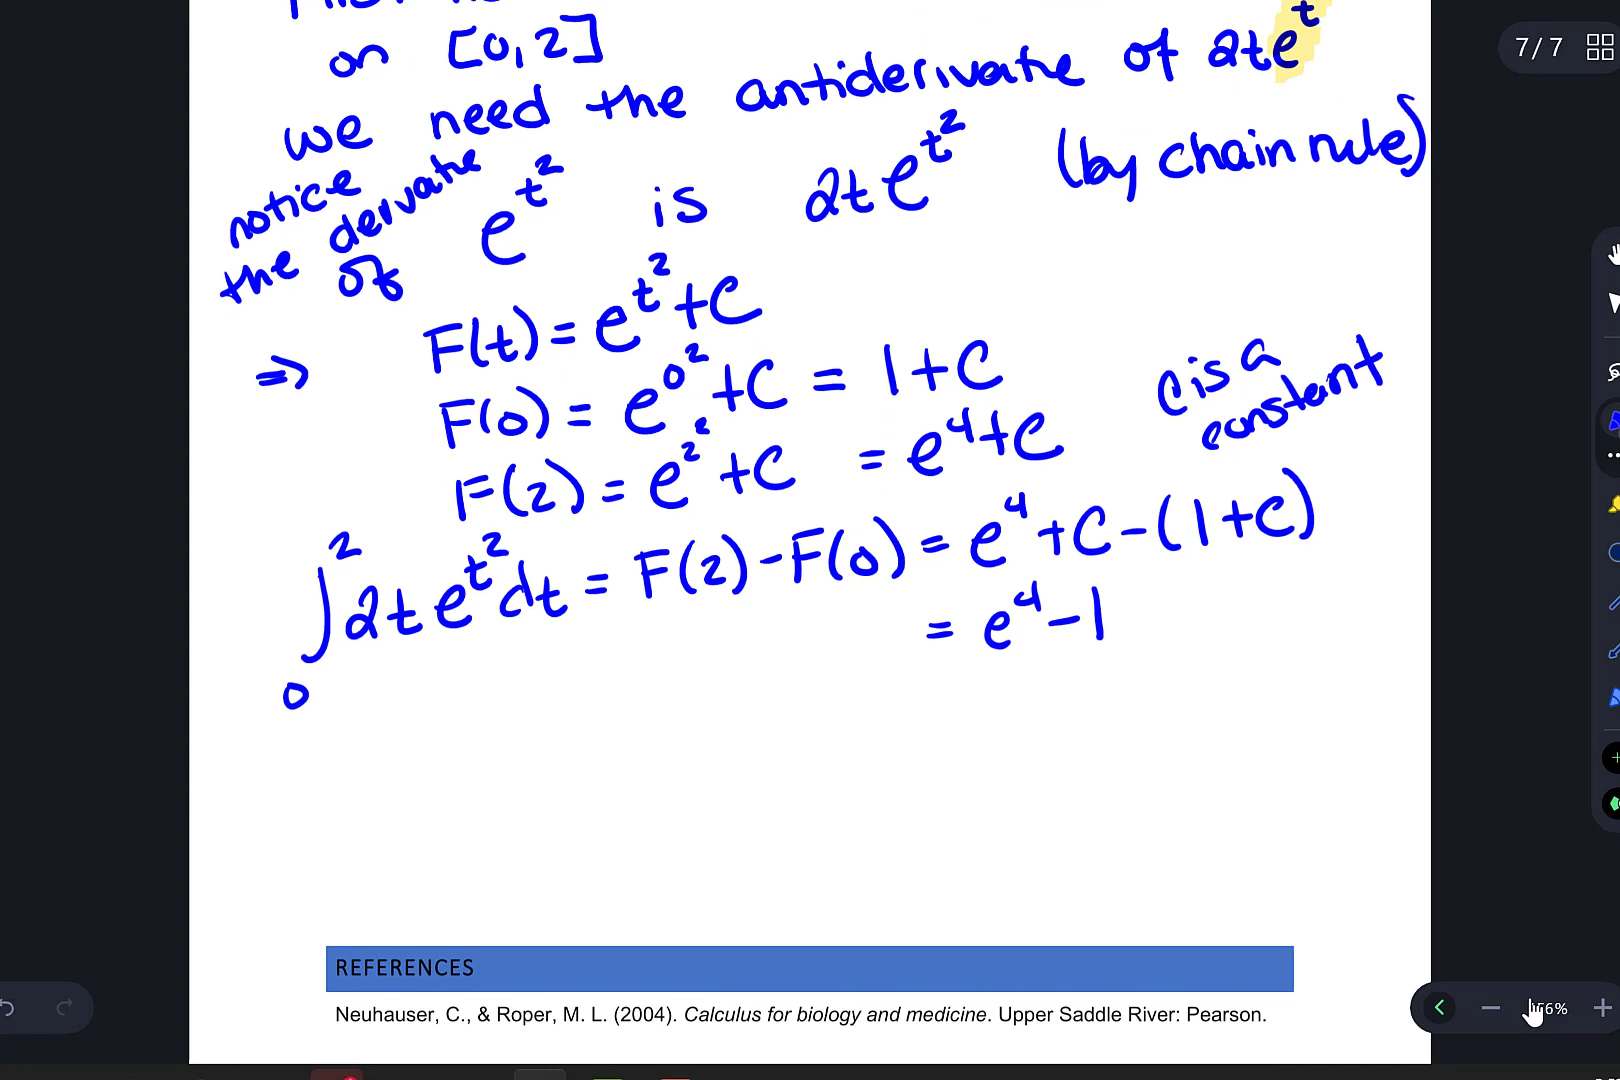 on [0,2]
we need the antiderivative of 2te^t
notice the derivative of e^{t^2} is 2te^{t^2} (by chain rule)
⇒ F(t) = e^{t^2} + C
F(0) = e^{0^2} + C = 1 + C
C is a constant
F(2) = e^{2^2} + C = e^4 + C
∫_0^2 2t e^{t^2} dt = F(2) - F(0) = e^4 + C - (1 + C)
= e^4 - 1
REFERENCES
Neuhauser, C., & Roper, M. L. (2004). Calculus for biology and medicine. Upper Saddle River: Pearson.
7/7